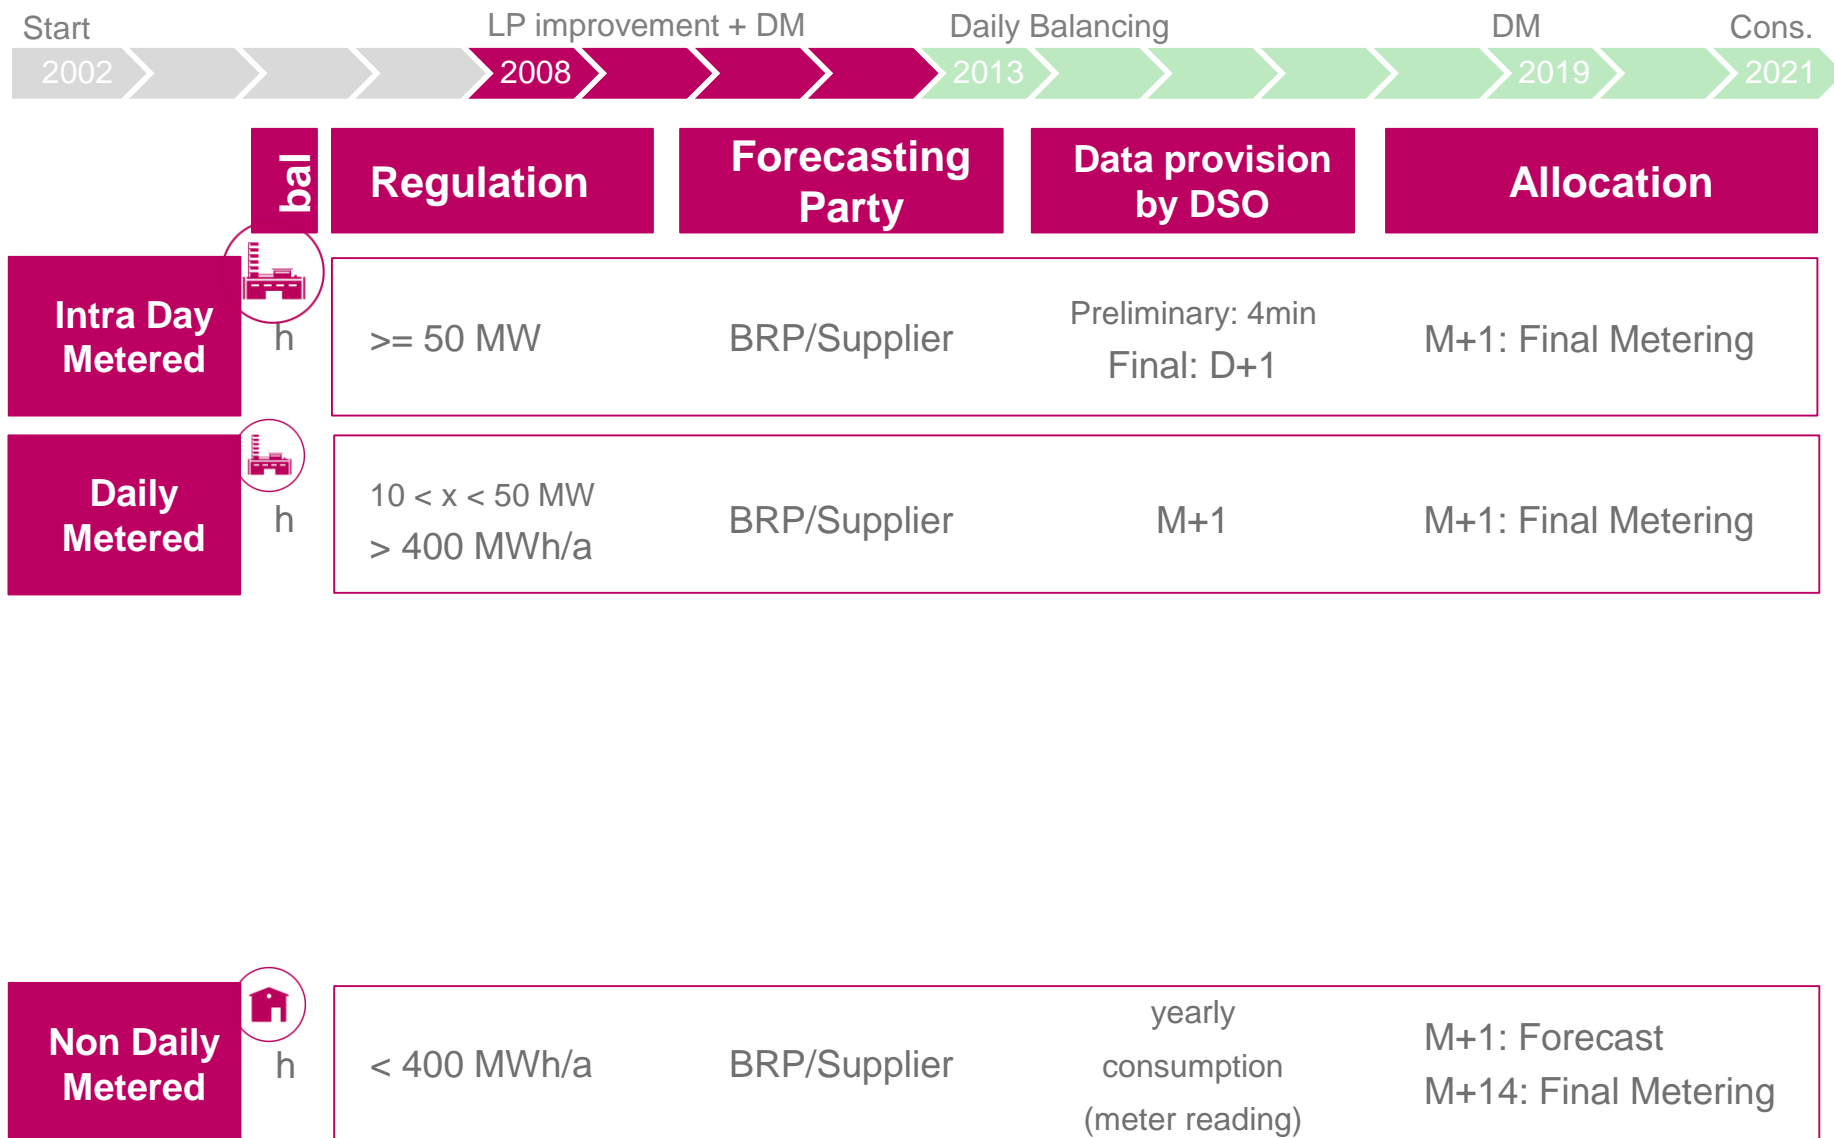 Start
LP improvement + DM
Daily Balancing
DM
Cons.
2002
2008
2013
2019
2021
bal
Regulation
Forecasting
Party
Data provision
by DSO
Allocation
Intra Day
Metered
h
>= 50 MW
BRP/Supplier
Preliminary: 4min
Final: D+1
M+1: Final Metering
Daily
Metered
h
10 < x < 50 MW
> 400 MWh/a
BRP/Supplier
M+1
M+1: Final Metering
Non Daily
Metered
h
< 400 MWh/a
BRP/Supplier
yearly
consumption
(meter reading)
M+1: Forecast
M+14: Final Metering